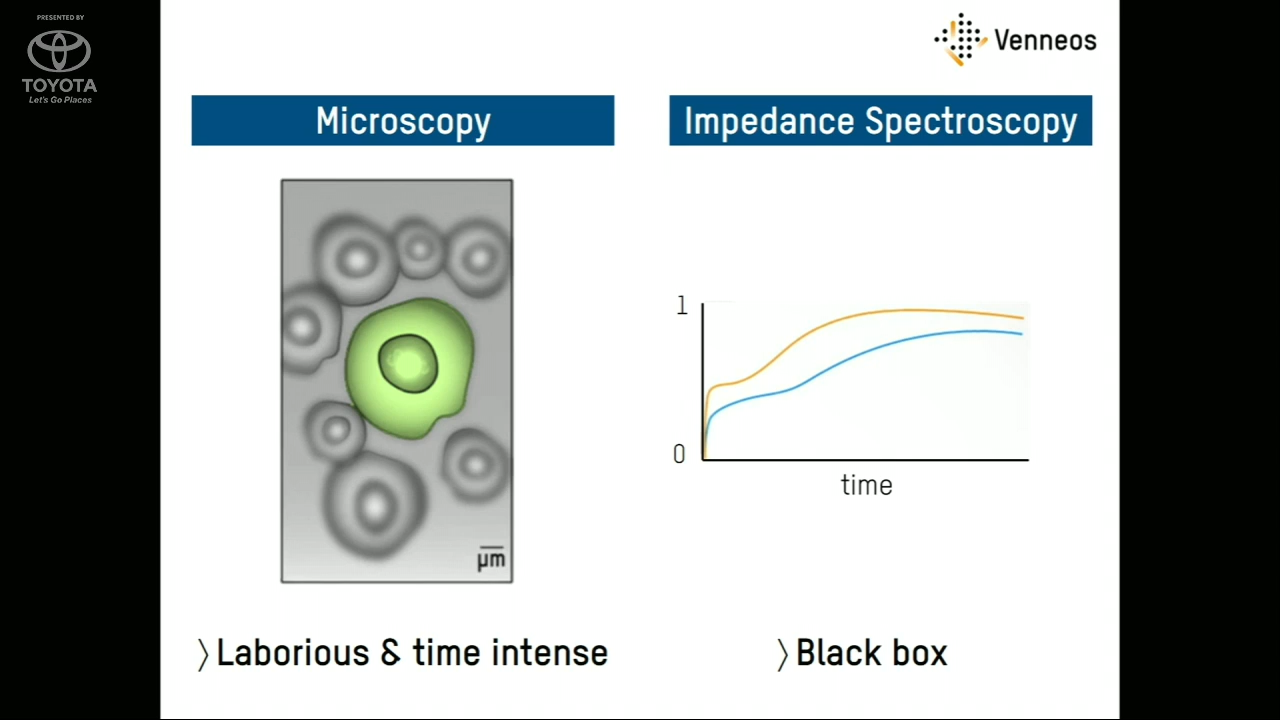 PRESENTED BY
TOYOTA
Let's Go Places
Venneos
Microscopy
Impedance Spectroscopy
1
0
time
μm
〉Laborious & time intense
〉Black box